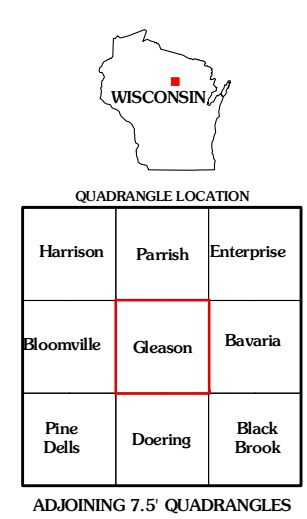 WISCONSIN
QUADRANGLE LOCATION
Harrison Parrish Enterprise
Bloomville Gleason Bavaria
Pine Dells Doering Black Brook
ADJOINING 7.5' QUADRANGLES